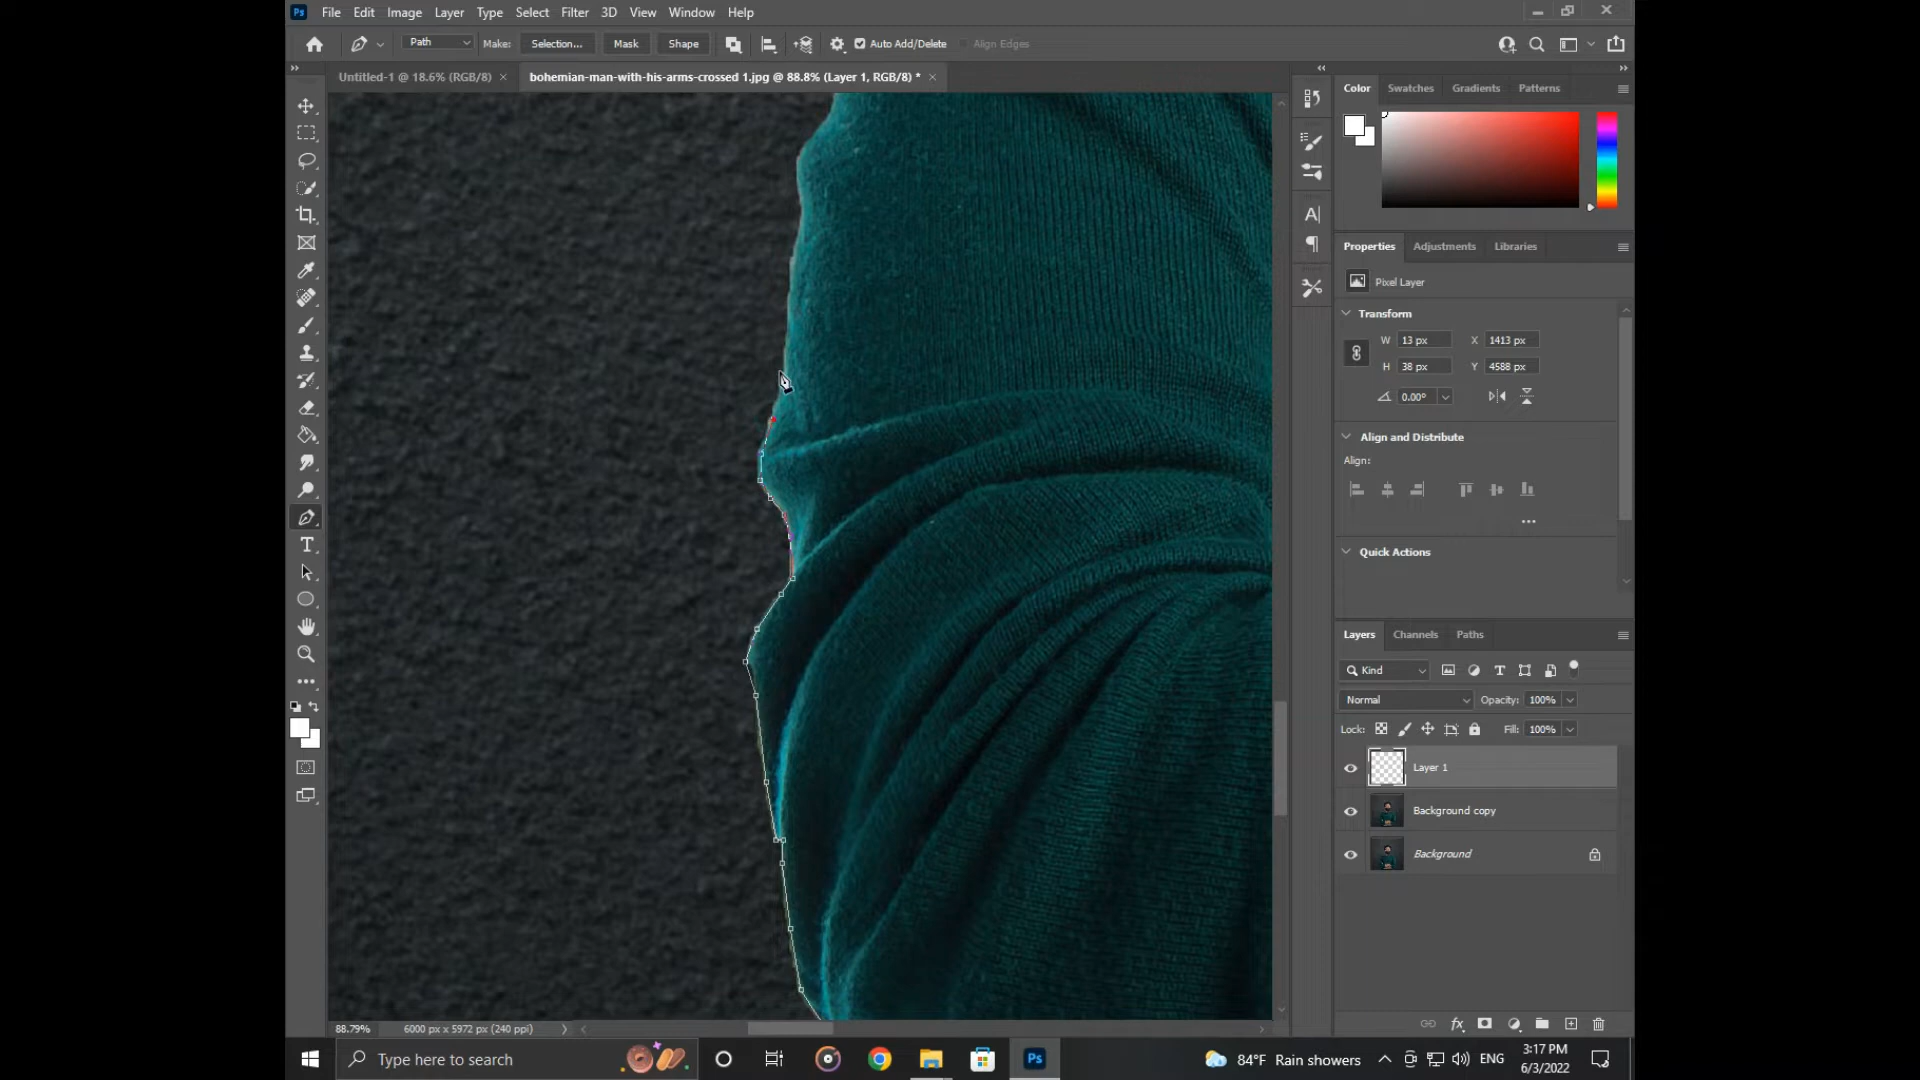 Ps File Edit Image Layer Type Select Filter 3D View Window Help
Path Make: Selection... Mask Shape Auto Add/Delete Align Edges
Untitled-1 @ 18.6% (RGB/8) × bohemian-man-with-his-arms-crossed 1.jpg @ 88.8% (Layer 1, RGB/8) * ×
Color Swatches Gradients Patterns
Properties Adjustments Libraries
Pixel Layer
Transform
W 13 px X 1413 px
H 38 px Y 4588 px
0.00°
Align and Distribute
Align:
Quick Actions
Layers Channels Paths
Kind
Normal Opacity: 100%
Lock: Fill: 100%
Layer 1
Background copy
Background
fx
88.79% 6000 px x 5972 px (240 ppi)
Type here to search Ps 84°F Rain showers ENG 3:17 PM
6/3/2022